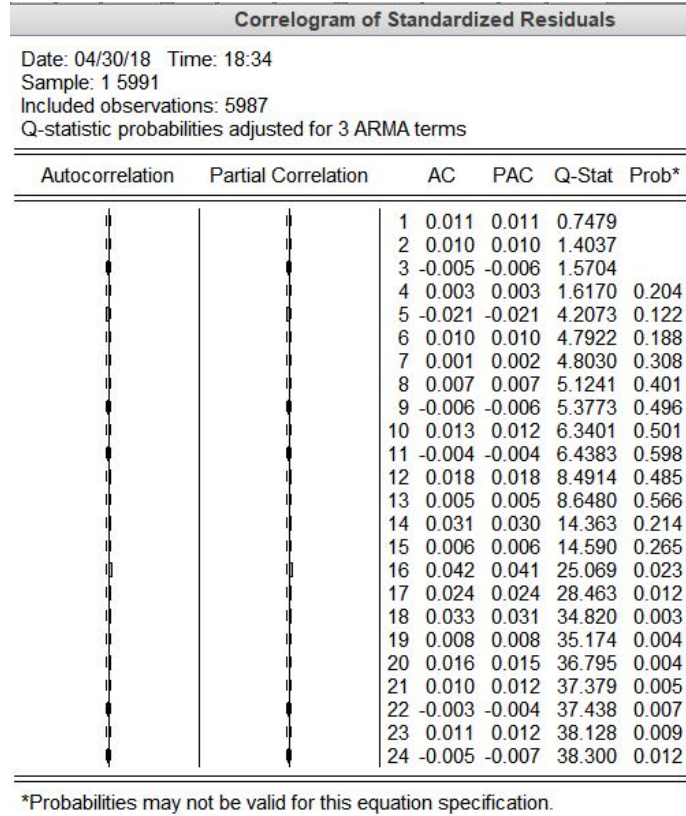 Correlogram of Standardized Residuals
Date: 04/30/18 Time: 18:34
Sample: 1 5991
Included observations: 5987
Q-statistic probabilities adjusted for 3 ARMA terms
Autocorrelation Partial Correlation AC PAC Q-Stat Prob*
1 0.011 0.011 0.7479
2 0.010 0.010 1.4037
3 -0.005 -0.006 1.5704
4 0.003 0.003 1.6170 0.204
5 -0.021 -0.021 4.2073 0.122
6 0.010 0.010 4.7922 0.188
7 0.001 0.002 4.8030 0.308
8 0.007 0.007 5.1241 0.401
9 -0.006 -0.006 5.3773 0.496
10 0.013 0.012 6.3401 0.501
11 -0.004 -0.004 6.4383 0.598
12 0.018 0.018 8.4914 0.485
13 0.005 0.005 8.6480 0.566
14 0.031 0.030 14.363 0.214
15 0.006 0.006 14.590 0.265
16 0.042 0.041 25.069 0.023
17 0.024 0.024 28.463 0.012
18 0.033 0.031 34.820 0.003
19 0.008 0.008 35.174 0.004
20 0.016 0.015 36.795 0.004
21 0.010 0.012 37.379 0.005
22 -0.003 -0.004 37.438 0.007
23 0.011 0.012 38.128 0.009
24 -0.005 -0.007 38.300 0.012
*Probabilities may not be valid for this equation specification.